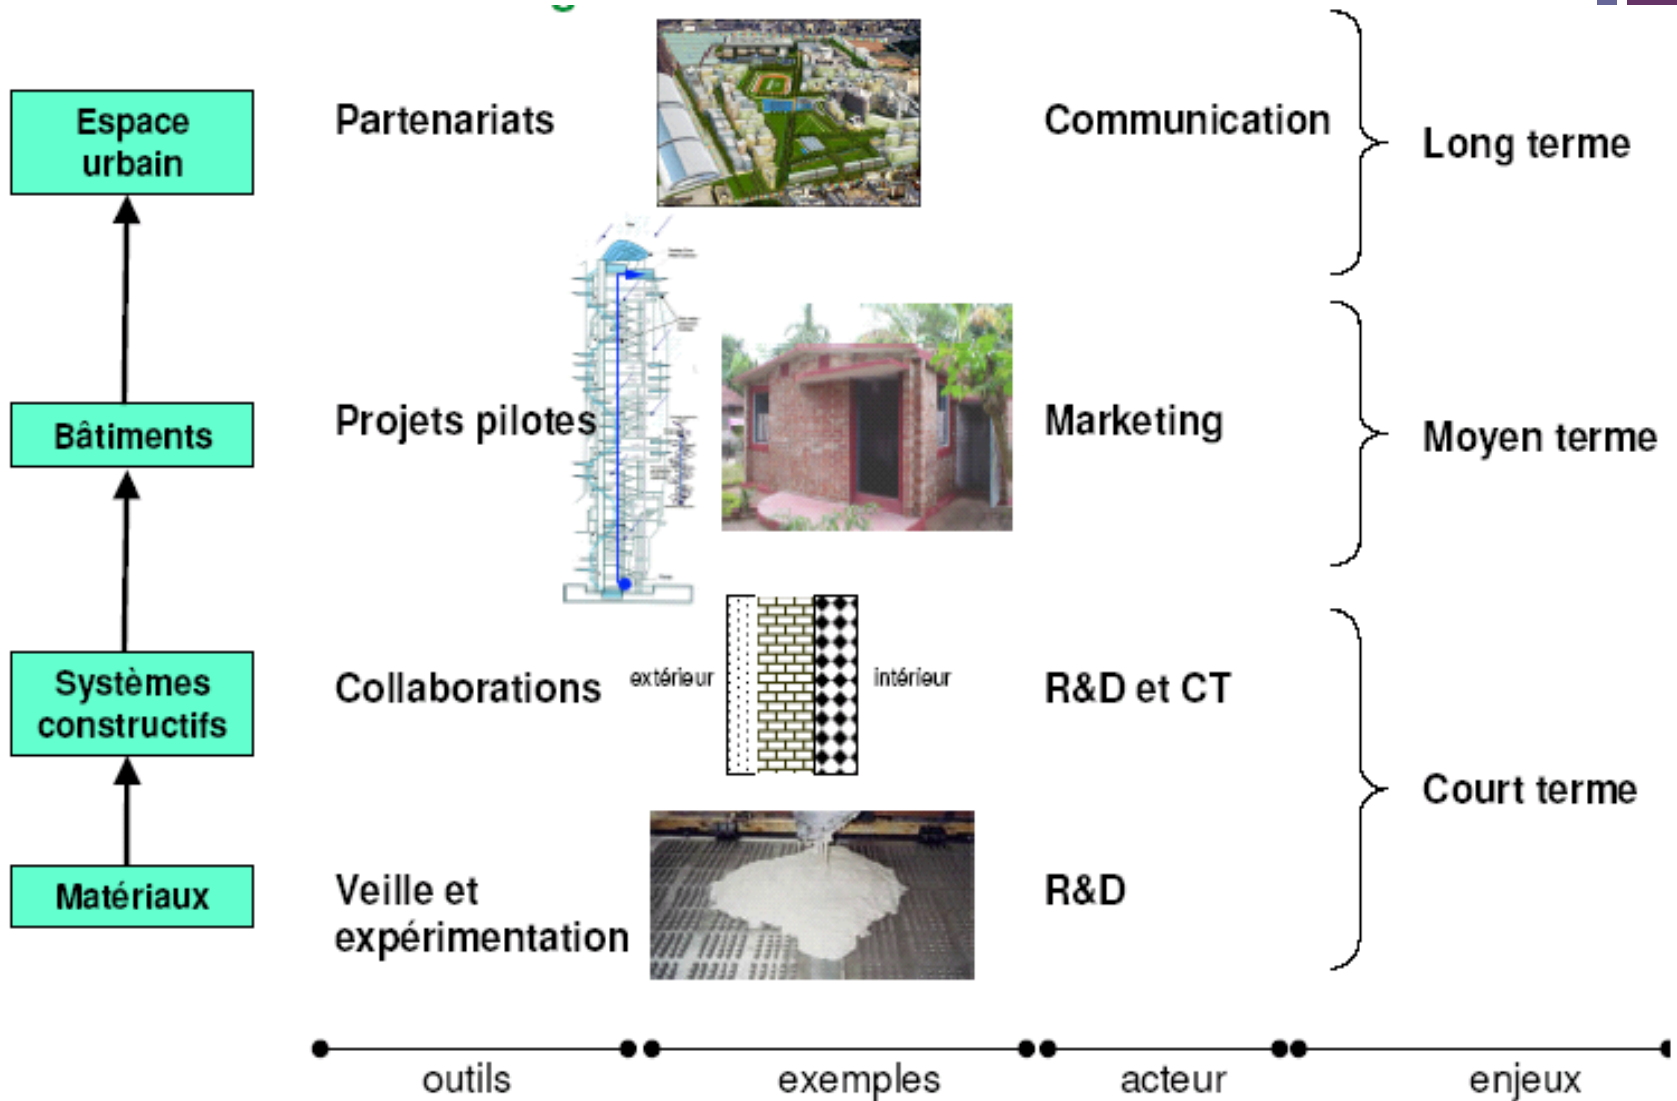 Espace
urbain
Partenariats
Communication
Long terme
Bâtiments
Projets pilotes
Marketing
Moyen terme
Systèmes
constructifs
Collaborations
extérieur
intérieur
R&D et CT
Court terme
Matériaux
Veille et
expérimentation
R&D
outils
exemples
acteur
enjeux